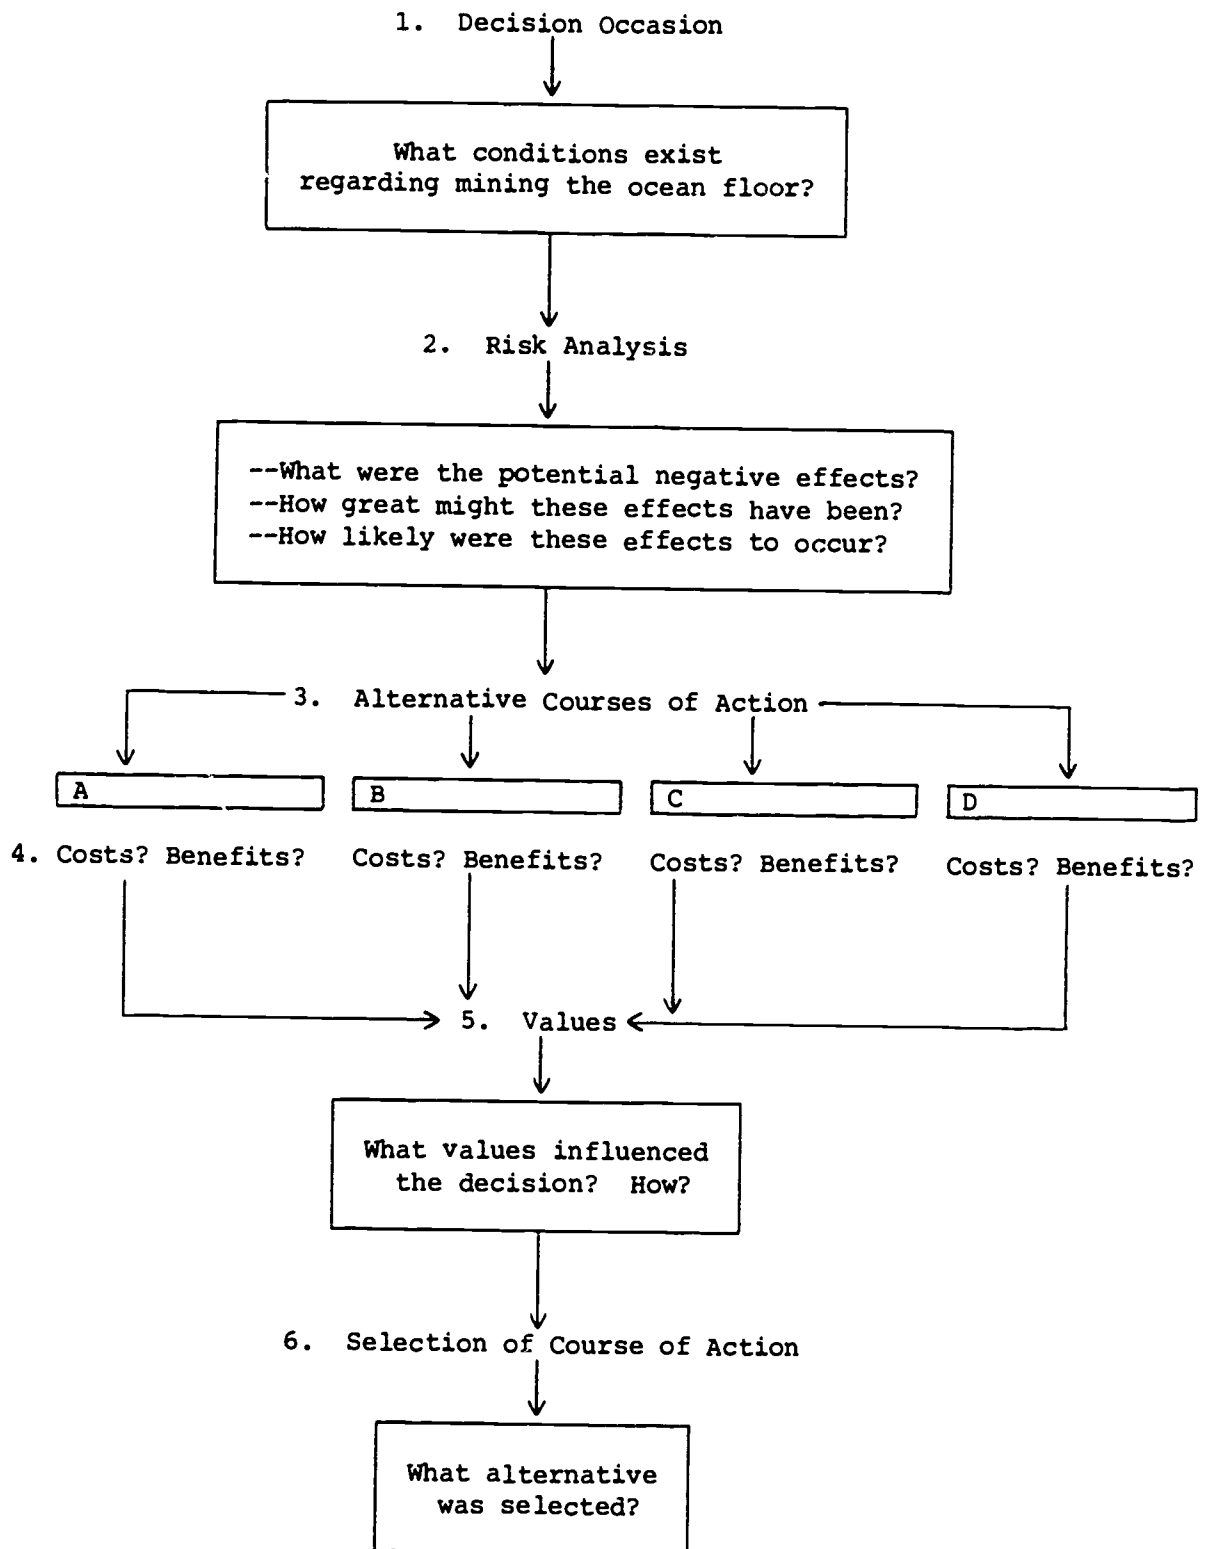 1. Decision Occasion
What conditions exist
regarding mining the ocean floor?
2. Risk Analysis
--What were the potential negative effects?
--How great might these effects have been?
--How likely were these effects to occur?
3. Alternative Courses of Action
A B C D
4. Costs? Benefits? Costs? Benefits? Costs? Benefits? Costs? Benefits?
5. Values
What values influenced
the decision? How?
6. Selection of Course of Action
What alternative
was selected?